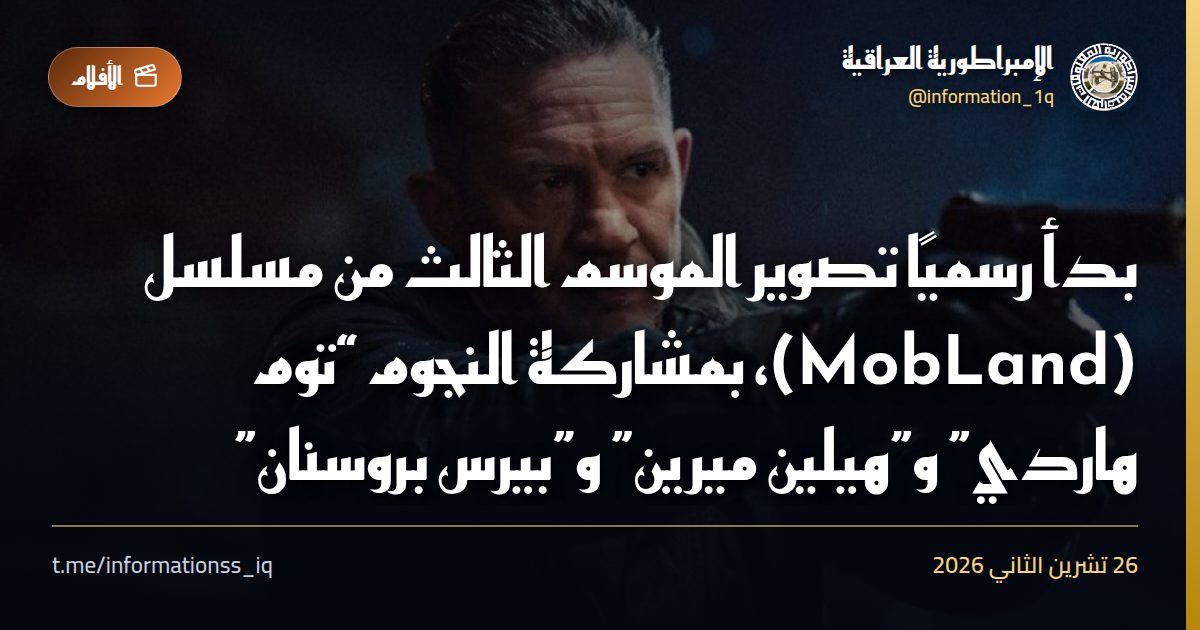 الإمبراطورية العراقية
@information_1q
الأفلام
بدأ رسميًا تصوير الموسم الثالث من مسلسل
(MobLand)، بمشاركة النجوم "توم
هاردي" و"هيلين ميرين" و"بيرس بروسنان"
26 تشرين الثاني 2026
t.me/informationss_iq